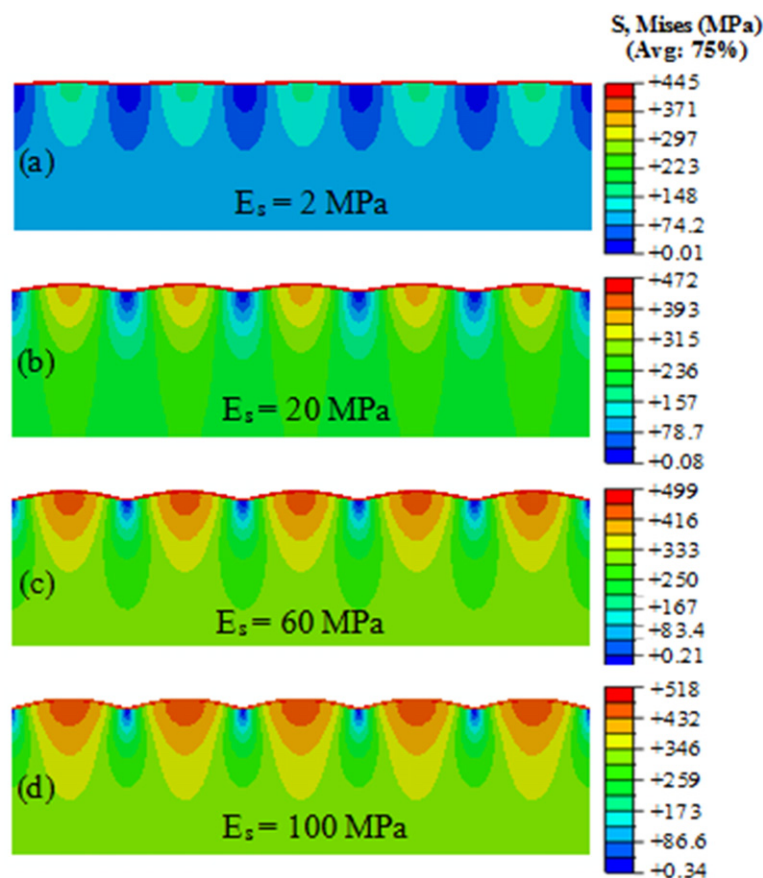 S, Mises (MPa)
(Avg: 75%)
(a)
Eₛ = 2 MPa
+445
+371
+297
+223
+148
+74.2
+0.01
(b)
Eₛ = 20 MPa
+472
+393
+315
+236
+157
+78.7
+0.08
(c)
Eₛ = 60 MPa
+499
+416
+333
+250
+167
+83.4
+0.21
(d)
Eₛ = 100 MPa
+518
+432
+346
+259
+173
+86.6
+0.34